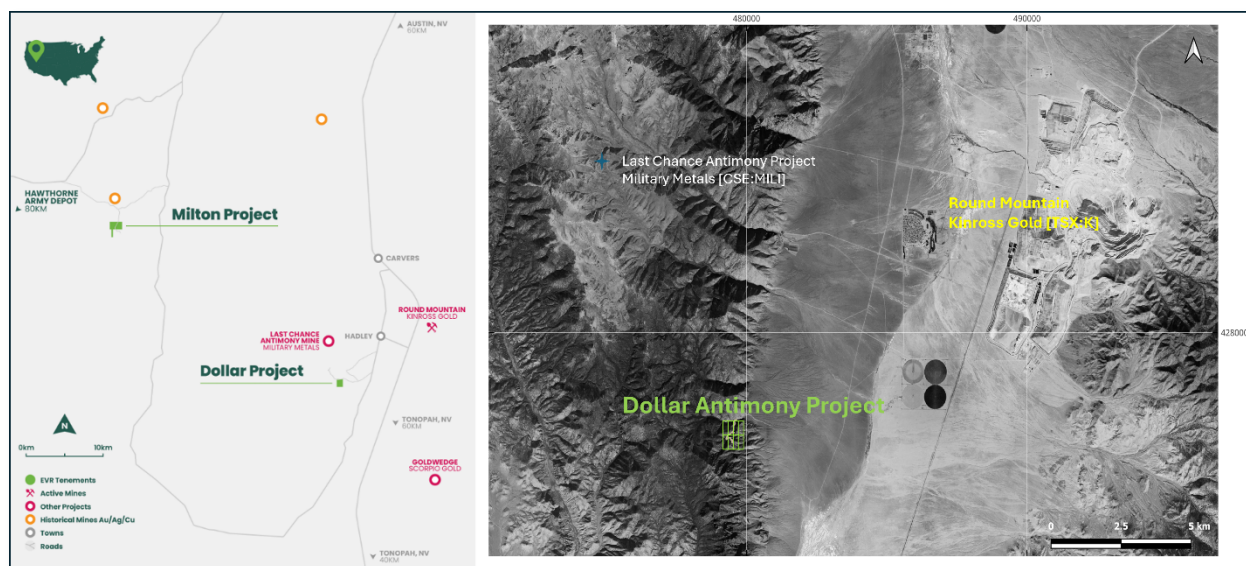 AUSTIN, NV
60KM
HAWTHORNE
ARMY DEPOT
80KM
Milton Project
CARVERS
ROUND MOUNTAIN
KINROSS GOLD
LAST CHANCE
ANTIMONY MINE
MILITARY METALS
HADLEY
Dollar Project
TONOPAH, NV
60KM
N
0km 10km
GOLDWEDGE
SCORPIO GOLD
EVR Tenements
Active Mines
Other Projects
Historical Mines Au/Ag/Cu
Towns
Roads
TONOPAH, NV
40KM
480000 490000
Last Chance Antimony Project
Military Metals [CSE:MILI]
Round Mountain
Kinross Gold [TSX:K]
428000
Dollar Antimony Project
0 2.5 5 km